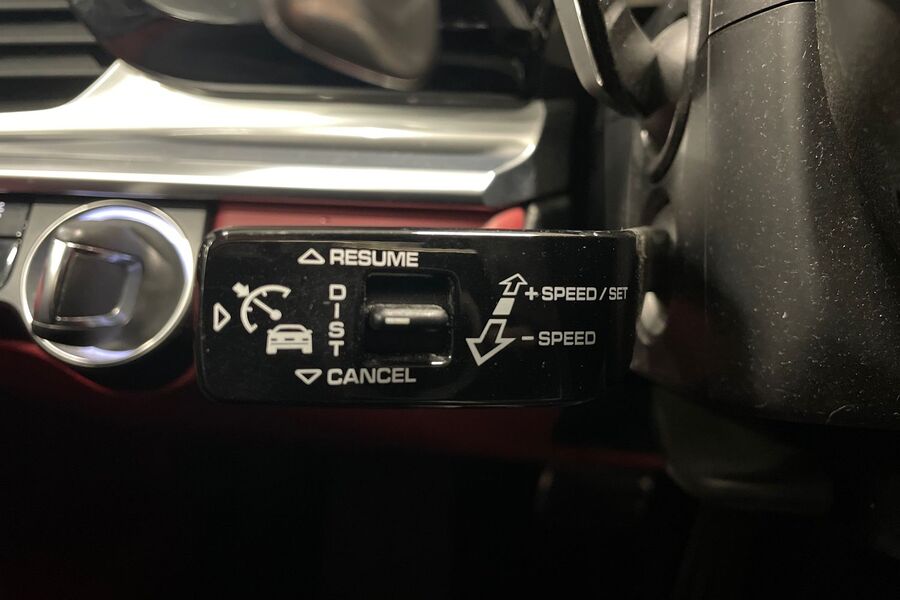 RESUME
DIST
+ SPEED / SET
- SPEED
CANCEL